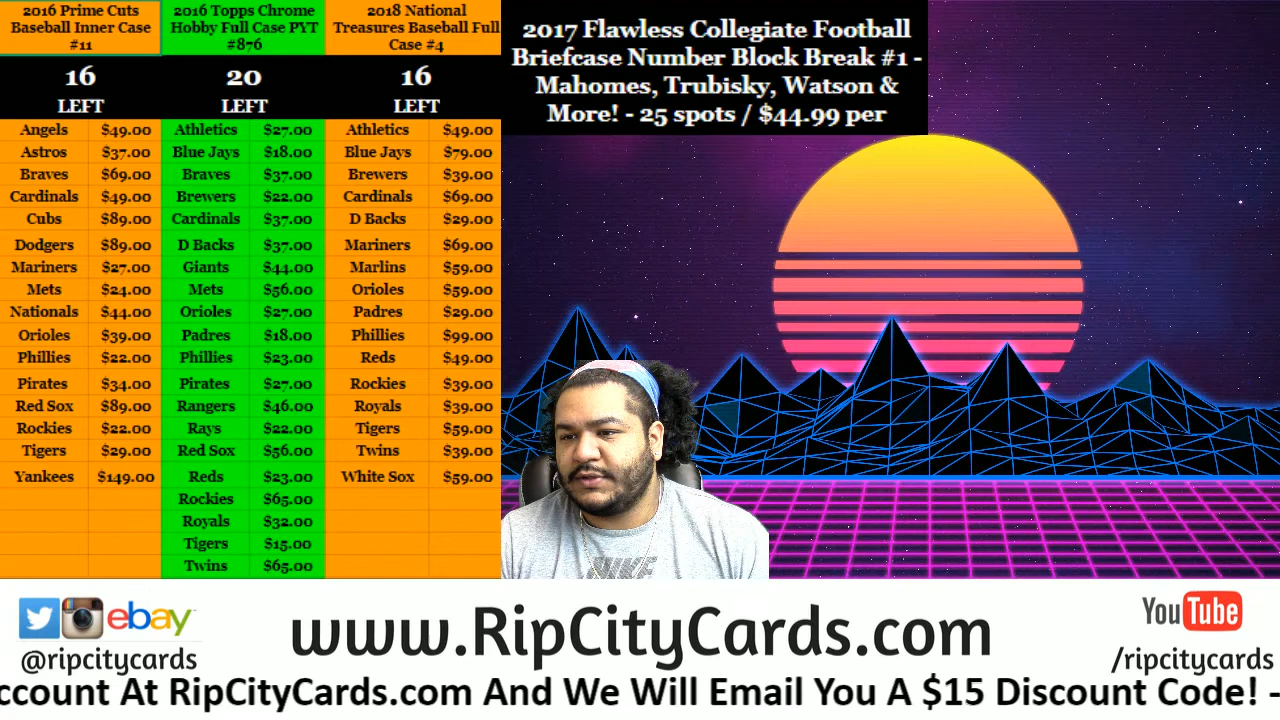 2016 Prime Cuts
Baseball Inner Case
#11
16
LEFT
Angels $49.00
Astros $37.00
Braves $69.00
Cardinals $49.00
Cubs $89.00
Dodgers $89.00
Mariners $27.00
Mets $24.00
Nationals $44.00
Orioles $39.00
Phillies $22.00
Pirates $34.00
Red Sox $89.00
Rockies $22.00
Tigers $29.00
Yankees $149.00
2016 Topps Chrome
Hobby Full Case PYT
#876
20
LEFT
Athletics $27.00
Blue Jays $18.00
Braves $37.00
Brewers $22.00
Cardinals $37.00
D Backs $37.00
Giants $44.00
Mets $56.00
Orioles $27.00
Padres $18.00
Phillies $23.00
Pirates $27.00
Rangers $46.00
Rays $22.00
Red Sox $56.00
Reds $23.00
Rockies $65.00
Royals $32.00
Tigers $15.00
Twins $65.00
2018 National
Treasures Baseball Full
Case #4
16
LEFT
Athletics $49.00
Blue Jays $79.00
Brewers $39.00
Cardinals $69.00
D Backs $29.00
Mariners $69.00
Marlins $59.00
Orioles $59.00
Padres $29.00
Phillies $99.00
Reds $49.00
Rockies $39.00
Royals $39.00
Tigers $59.00
Twins $39.00
White Sox $59.00
2017 Flawless Collegiate Football
Briefcase Number Block Break #1 -
Mahomes, Trubisky, Watson &
More! - 25 spots / $44.99 per
NIKE
ebay
@ripcitycards
www.RipCityCards.com
YouTube
/ripcitycards
ccount At RipCityCards.com And We Will Email You A $15 Discount Code! -